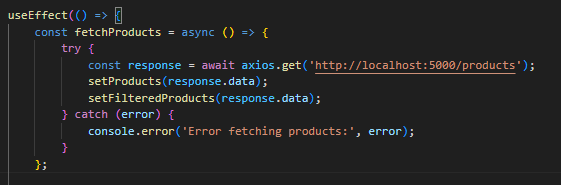 useEffect(() => {
    const fetchProducts = async () => {
        try {
            const response = await axios.get('http://localhost:5000/products');
            setProducts(response.data);
            setFilteredProducts(response.data);
        } catch (error) {
            console.error('Error fetching products:', error);
        }
    };